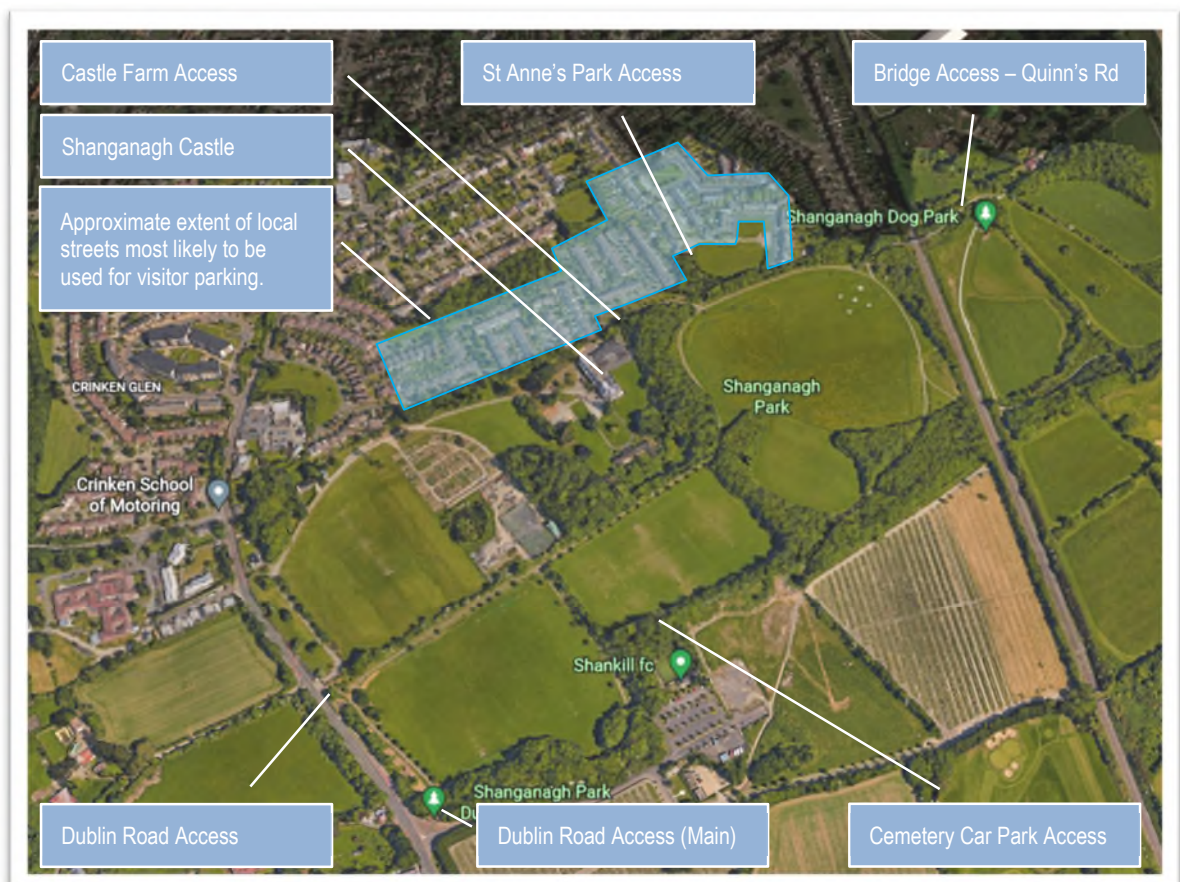 Castle Farm Access
St Anne's Park Access
Bridge Access – Quinn's Rd
Shanganagh Castle
Approximate extent of local
streets most likely to be
used for visitor parking.
Shanganagh Dog Park
CRINKEN GLEN
Shanganagh
Park
Crinken School
of Motoring
Shankill fc
Shanganagh Park
Du
Dublin Road Access
Dublin Road Access (Main)
Cemetery Car Park Access